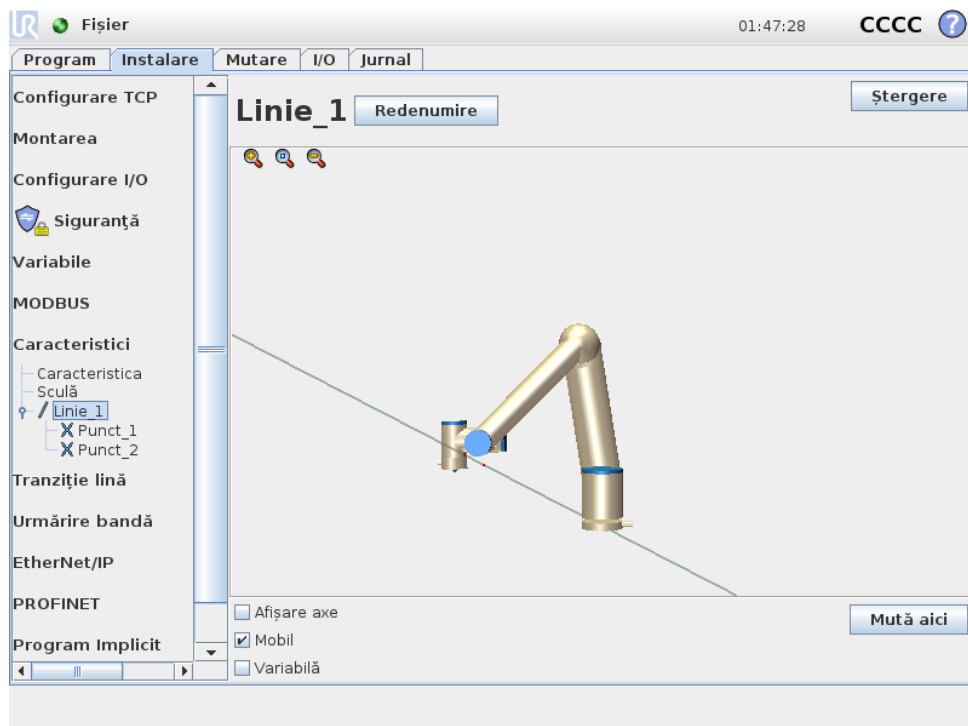 UR Fișier 01:47:28 CCCC ?
Program Instalare Mutare I/O Jurnal
Configurare TCP
Montarea
Configurare I/O
Siguranță
Variabile
MODBUS
Caracteristici
Caracteristica
Sculă
Linie_1
Punct_1
Punct_2
Tranziție lină
Urmărire bandă
EtherNet/IP
PROFINET
Program Implicit
Linie_1 Redenumire Ștergere
Afișare axe
Mobil
Variabilă
Mută aici